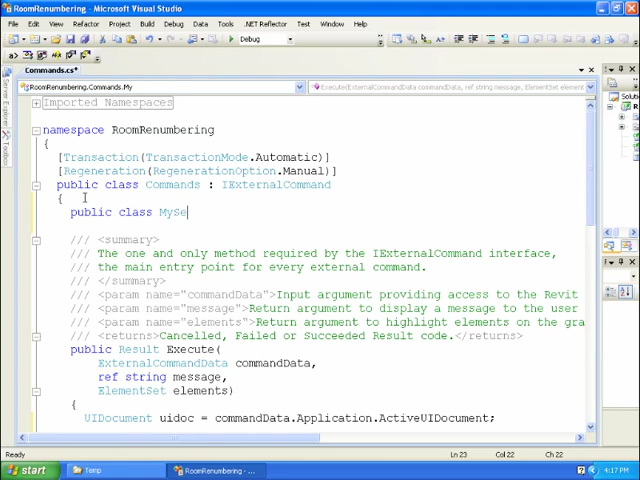 RoomRenumbering - Microsoft Visual Studio
File Edit View Refactor Project Build Debug Data Tools .NET Reflector Test Window Help
Debug
Commands.cs*
RoomRenumbering.Commands.My
Execute(ExternalCommandData commandData, ref string message, ElementSet element
Server Explorer
Toolbox
Imported Namespaces
namespace RoomRenumbering
{
[Transaction(TransactionMode.Automatic)]
[Regeneration(RegenerationOption.Manual)]
public class Commands : IExternalCommand
{
public class MySe
/// <summary>
/// The one and only method required by the IExternalCommand interface,
/// the main entry point for every external command.
/// </summary>
/// <param name="commandData">Input argument providing access to the Revit
/// <param name="message">Return argument to display a message to the user
/// <param name="elements">Return argument to highlight elements on the gra
/// <returns>Cancelled, Failed or Succeeded Result code.</returns>
public Result Execute(
ExternalCommandData commandData,
ref string message,
ElementSet elements)
{
UIDocument uidoc = commandData.Application.ActiveUIDocument;
Solu
Ready
Ln 23 Col 22 Ch 22
start
Temp
RoomRenumbering - ...
4:17 PM